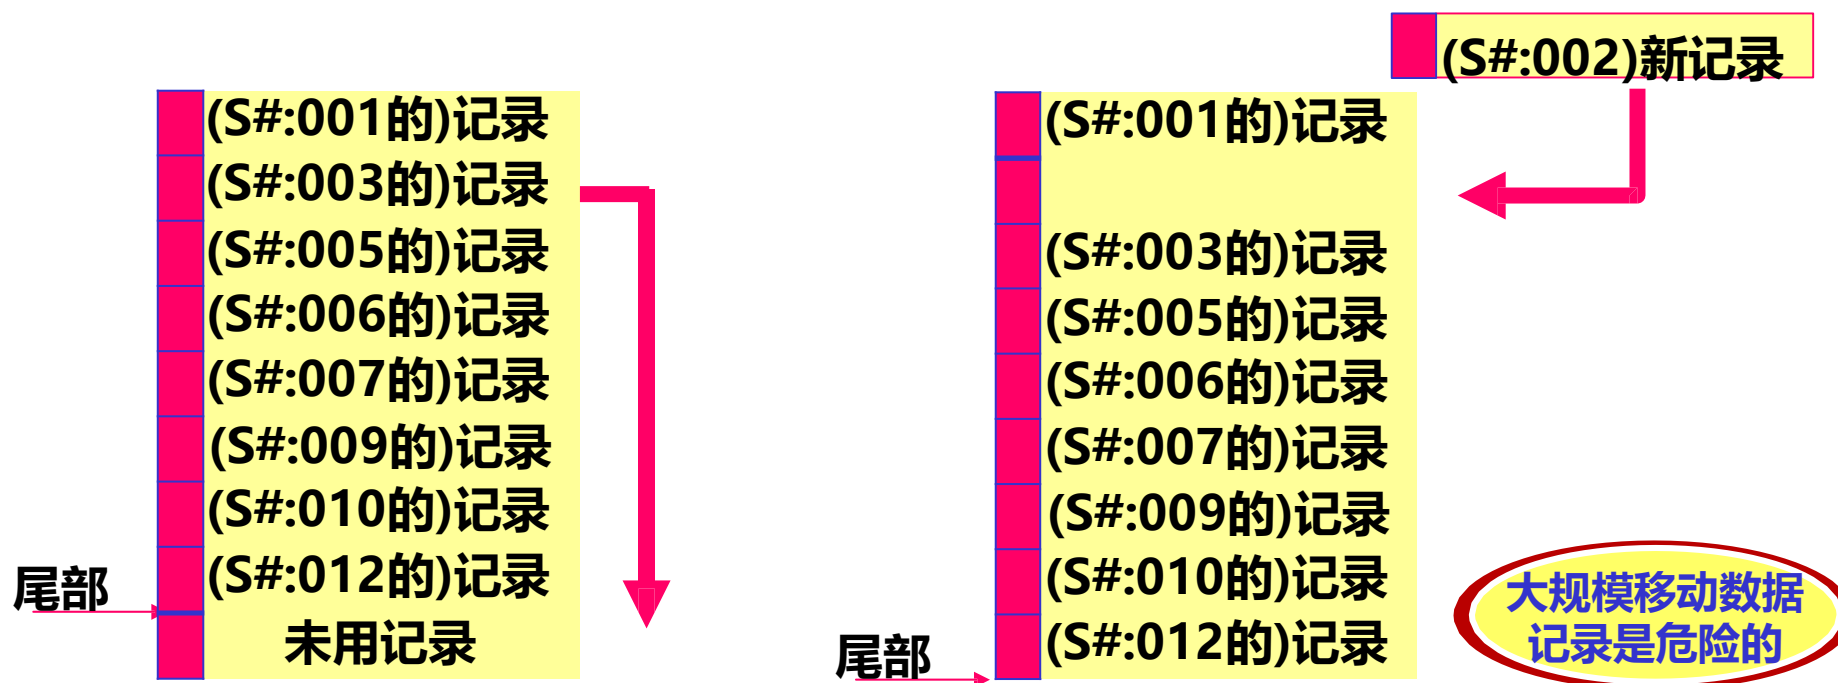 (S#:001的)记录
(S#:003的)记录
(S#:005的)记录
(S#:006的)记录
(S#:007的)记录
(S#:009的)记录
(S#:010的)记录
(S#:012的)记录
未用记录
尾部
(S#:002)新记录
(S#:001的)记录
(S#:003的)记录
(S#:005的)记录
(S#:006的)记录
(S#:007的)记录
(S#:009的)记录
(S#:010的)记录
(S#:012的)记录
尾部
大规模移动数据
记录是危险的